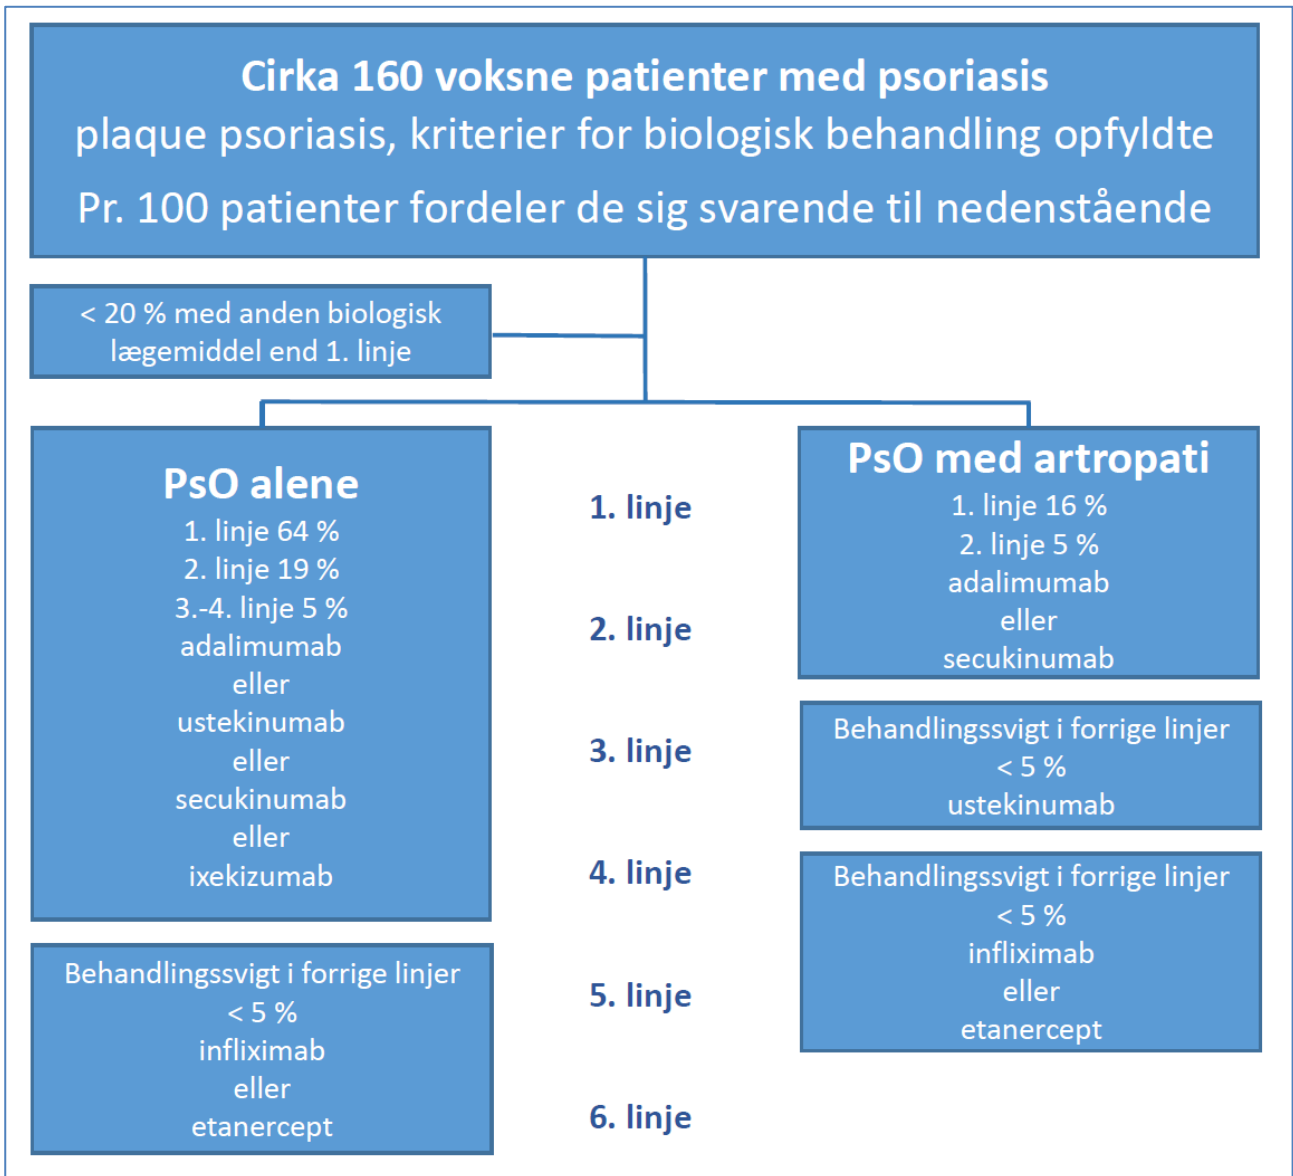 Cirka 160 voksne patienter med psoriasis
plaque psoriasis, kriterier for biologisk behandling opfyldte
Pr. 100 patienter fordeler de sig svarende til nedenstående
< 20 % med anden biologisk
lægemiddel end 1. linje
PsO alene
1. linje 64 %
2. linje 19 %
3.-4. linje 5 %
adalimumab
eller
ustekinumab
eller
secukinumab
eller
ixekizumab
Behandlingssvigt i forrige linjer
< 5 %
infliximab
eller
etanercept
1. linje
2. linje
3. linje
4. linje
5. linje
6. linje
PsO med artropati
1. linje 16 %
2. linje 5 %
adalimumab
eller
secukinumab
Behandlingssvigt i forrige linjer
< 5 %
ustekinumab
Behandlingssvigt i forrige linjer
< 5 %
infliximab
eller
etanercept